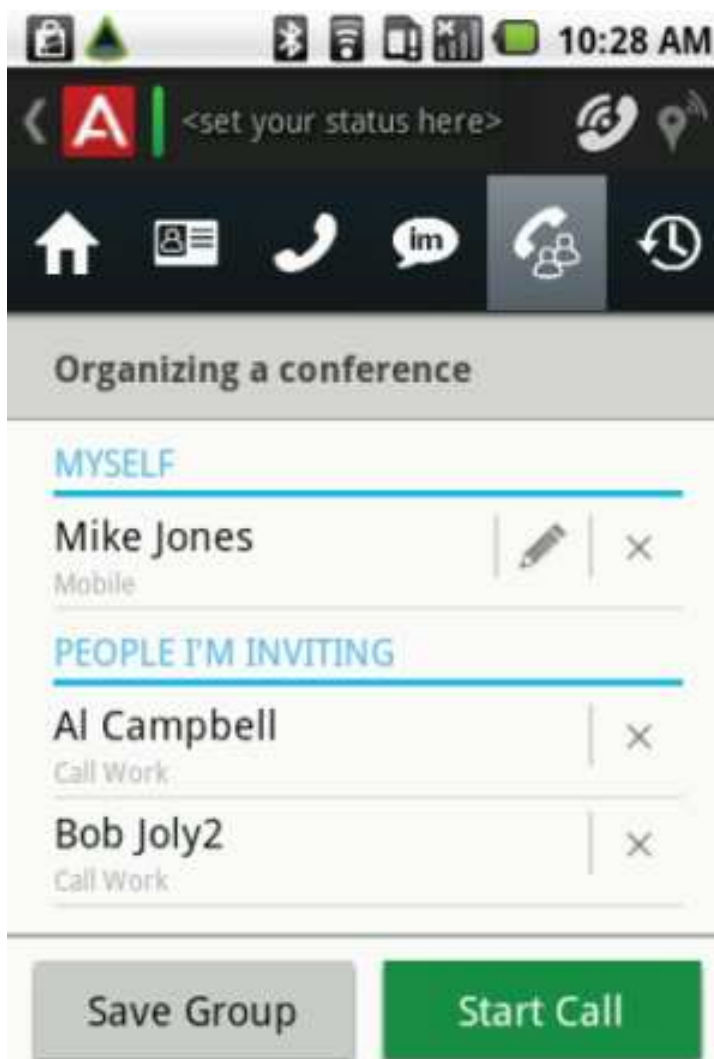 10:28 AM
<set your status here>
im
Organizing a conference
MYSELF
Mike Jones
Mobile
PEOPLE I'M INVITING
Al Campbell
Call Work
Bob Joly2
Call Work
Save Group
Start Call